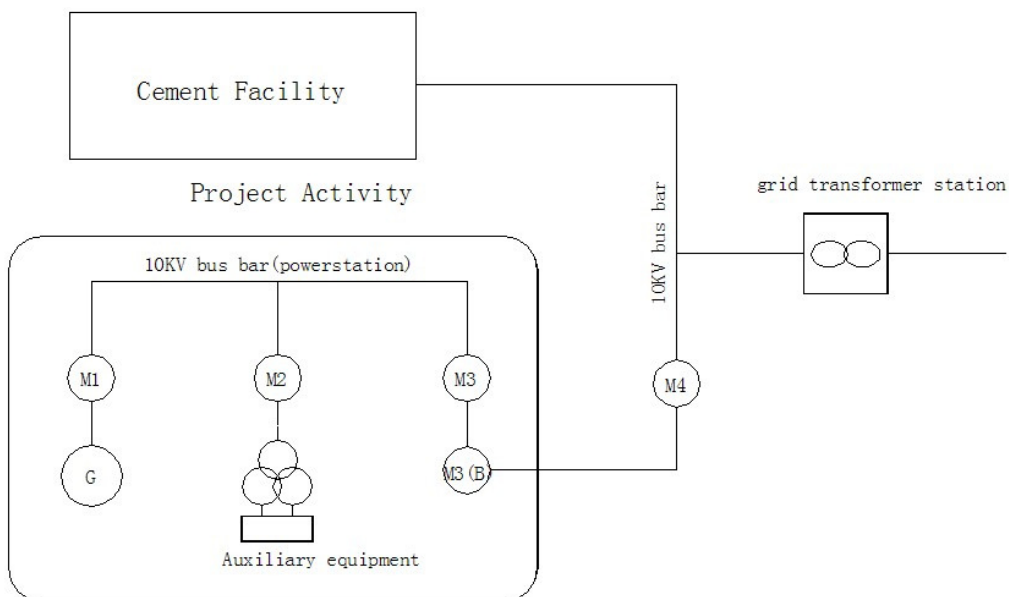 Cement Facility
Project Activity
grid transformer station
10KV bus bar
10KV bus bar(powerstation)
M1
M2
M3
M4
G
M3(B)
Auxiliary equipment